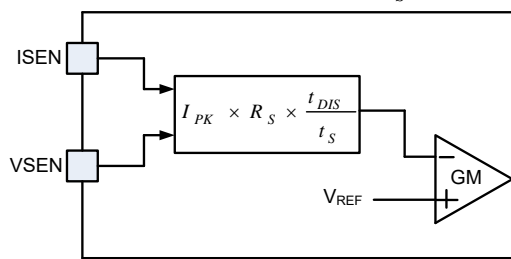 ISEN
I_PK × R_S × t_DIS / t_S
VSEN
GM
V_REF